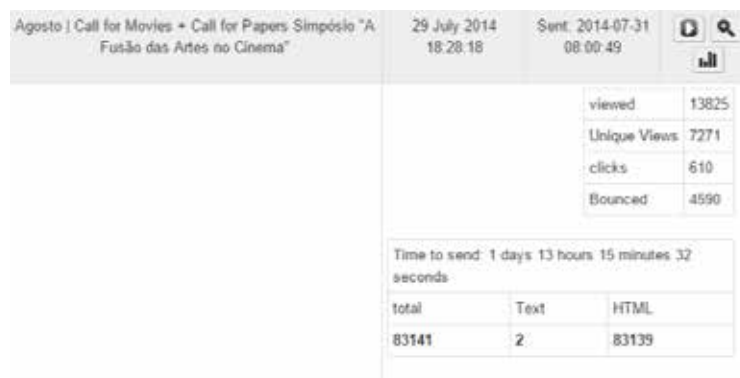 Agosto | Call for Movies + Call for Papers Simpósio "A
Fusão das Artes no Cinema"
29 July 2014
18:28:18
Sent: 2014-07-31
08:00:49
viewed 13825
Unique Views 7271
clicks 610
Bounced 4590
Time to send: 1 days 13 hours 15 minutes 32
seconds
total Text HTML
83141 2 83139